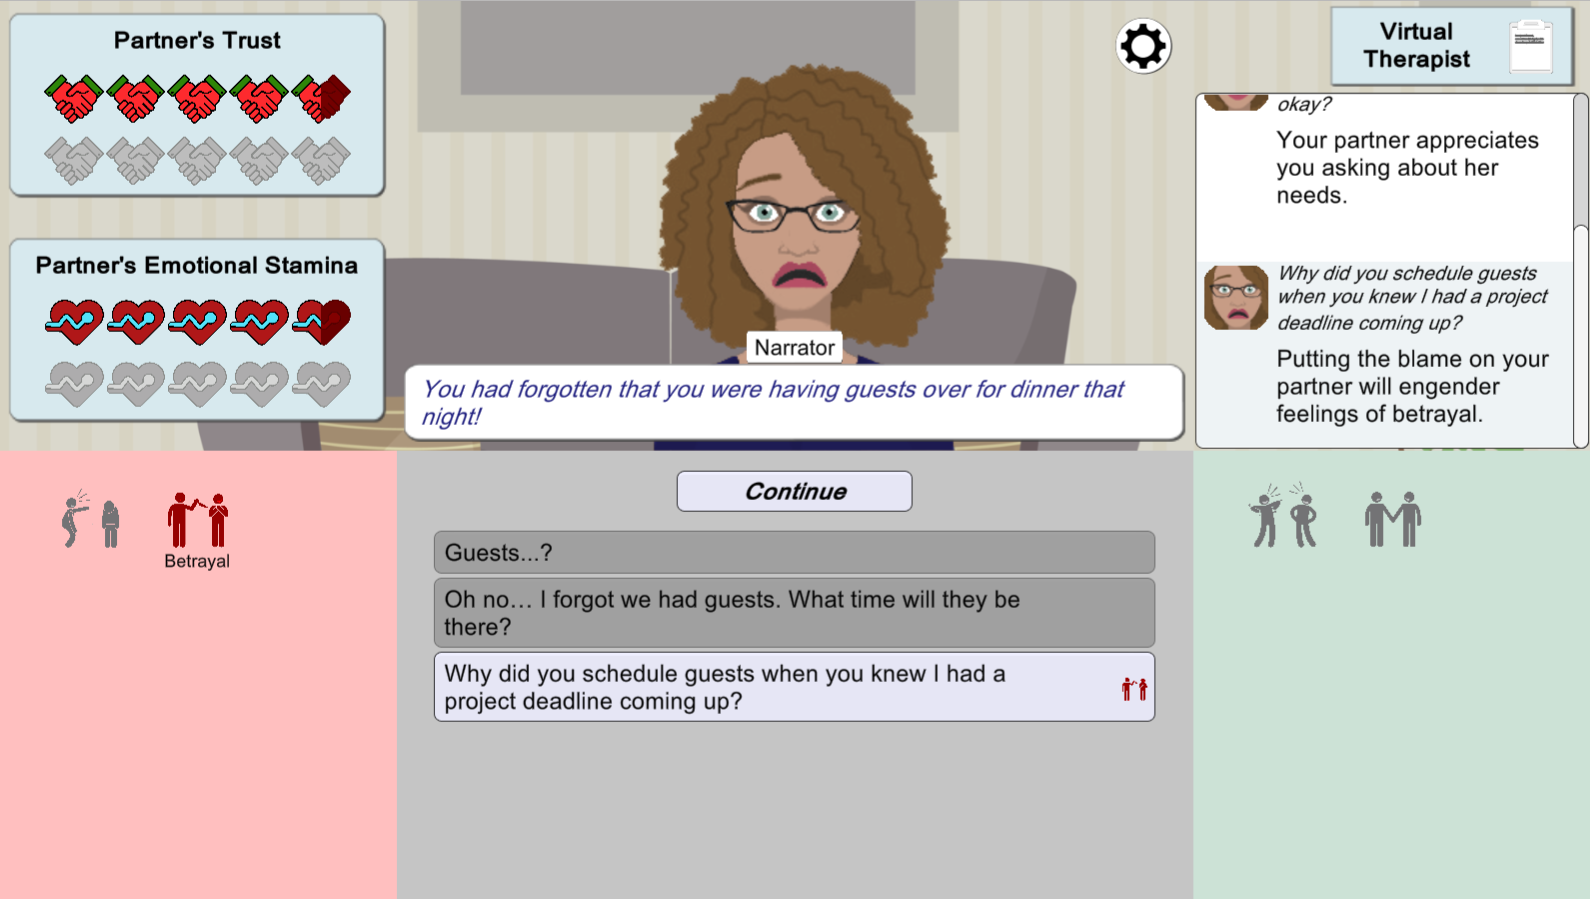 Partner's Trust
Partner's Emotional Stamina
Narrator
You had forgotten that you were having guests over for dinner that
night!
Virtual
Therapist
okay?
Your partner appreciates
you asking about her
needs.
Why did you schedule guests
when you knew I had a project
deadline coming up?
Putting the blame on your
partner will engender
feelings of betrayal.
Betrayal
Continue
Guests...?
Oh no... I forgot we had guests. What time will they be
there?
Why did you schedule guests when you knew I had a
project deadline coming up?